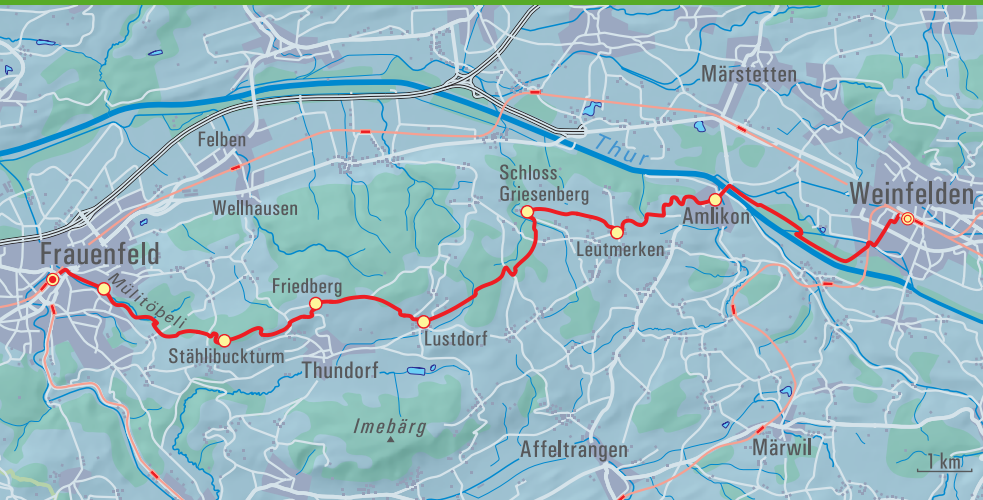 Märstetten
Felben
Thur
Schloss
Griesenberg
Wellhausen
Weinfelden
Amlikon
Leutmerken
Frauenfeld
Mülitöbeli
Friedberg
Lustdorf
Stählibuckturm
Thundorf
Imebärg
Affeltrangen
Märwil
1 km